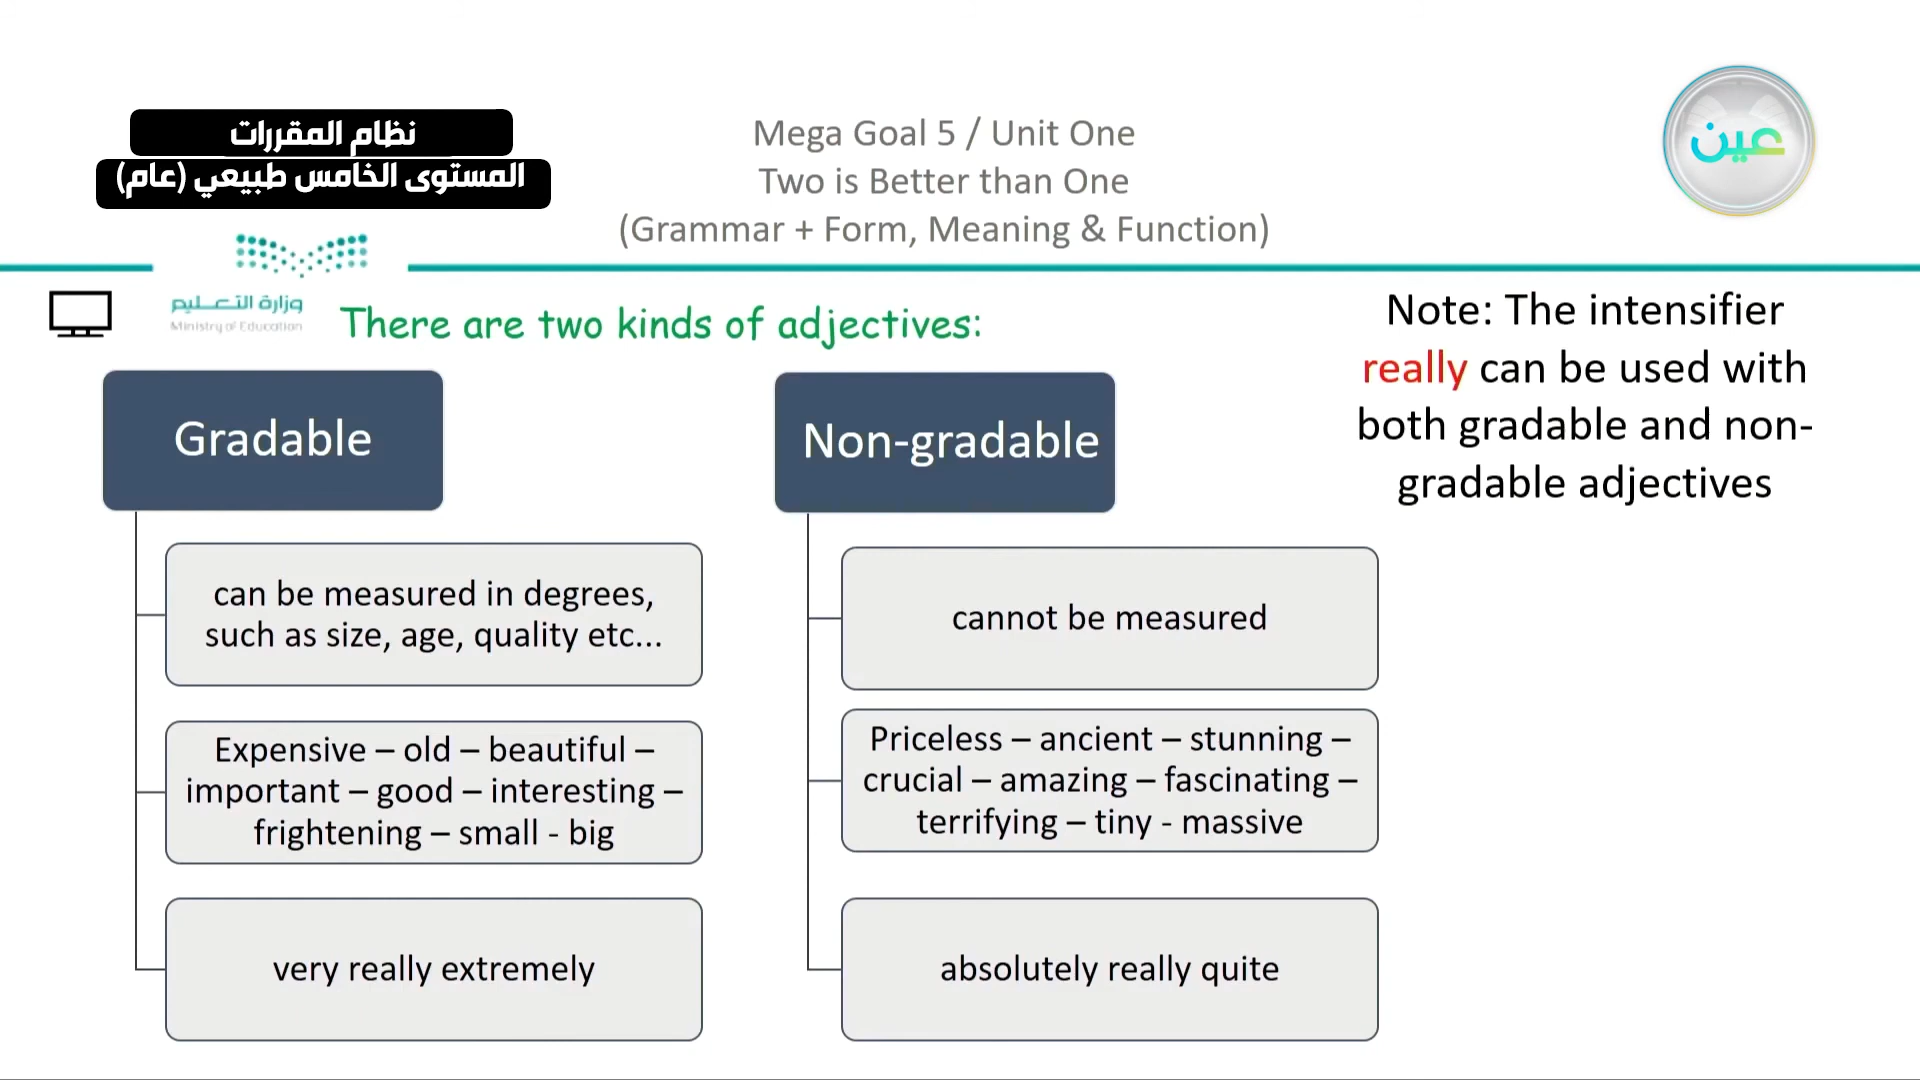 نظام المقررات
المستوى الخامس طبيعي (عام)
Mega Goal 5 / Unit One
Two is Better than One
(Grammar + Form, Meaning & Function)
عين
وزارة التعليم
Ministry of Education
There are two kinds of adjectives:
Note: The intensifier
really can be used with
both gradable and non-
gradable adjectives
Gradable
can be measured in degrees,
such as size, age, quality etc...
Expensive – old – beautiful –
important – good – interesting –
frightening – small - big
very really extremely
Non-gradable
cannot be measured
Priceless – ancient – stunning –
crucial – amazing – fascinating –
terrifying – tiny - massive
absolutely really quite